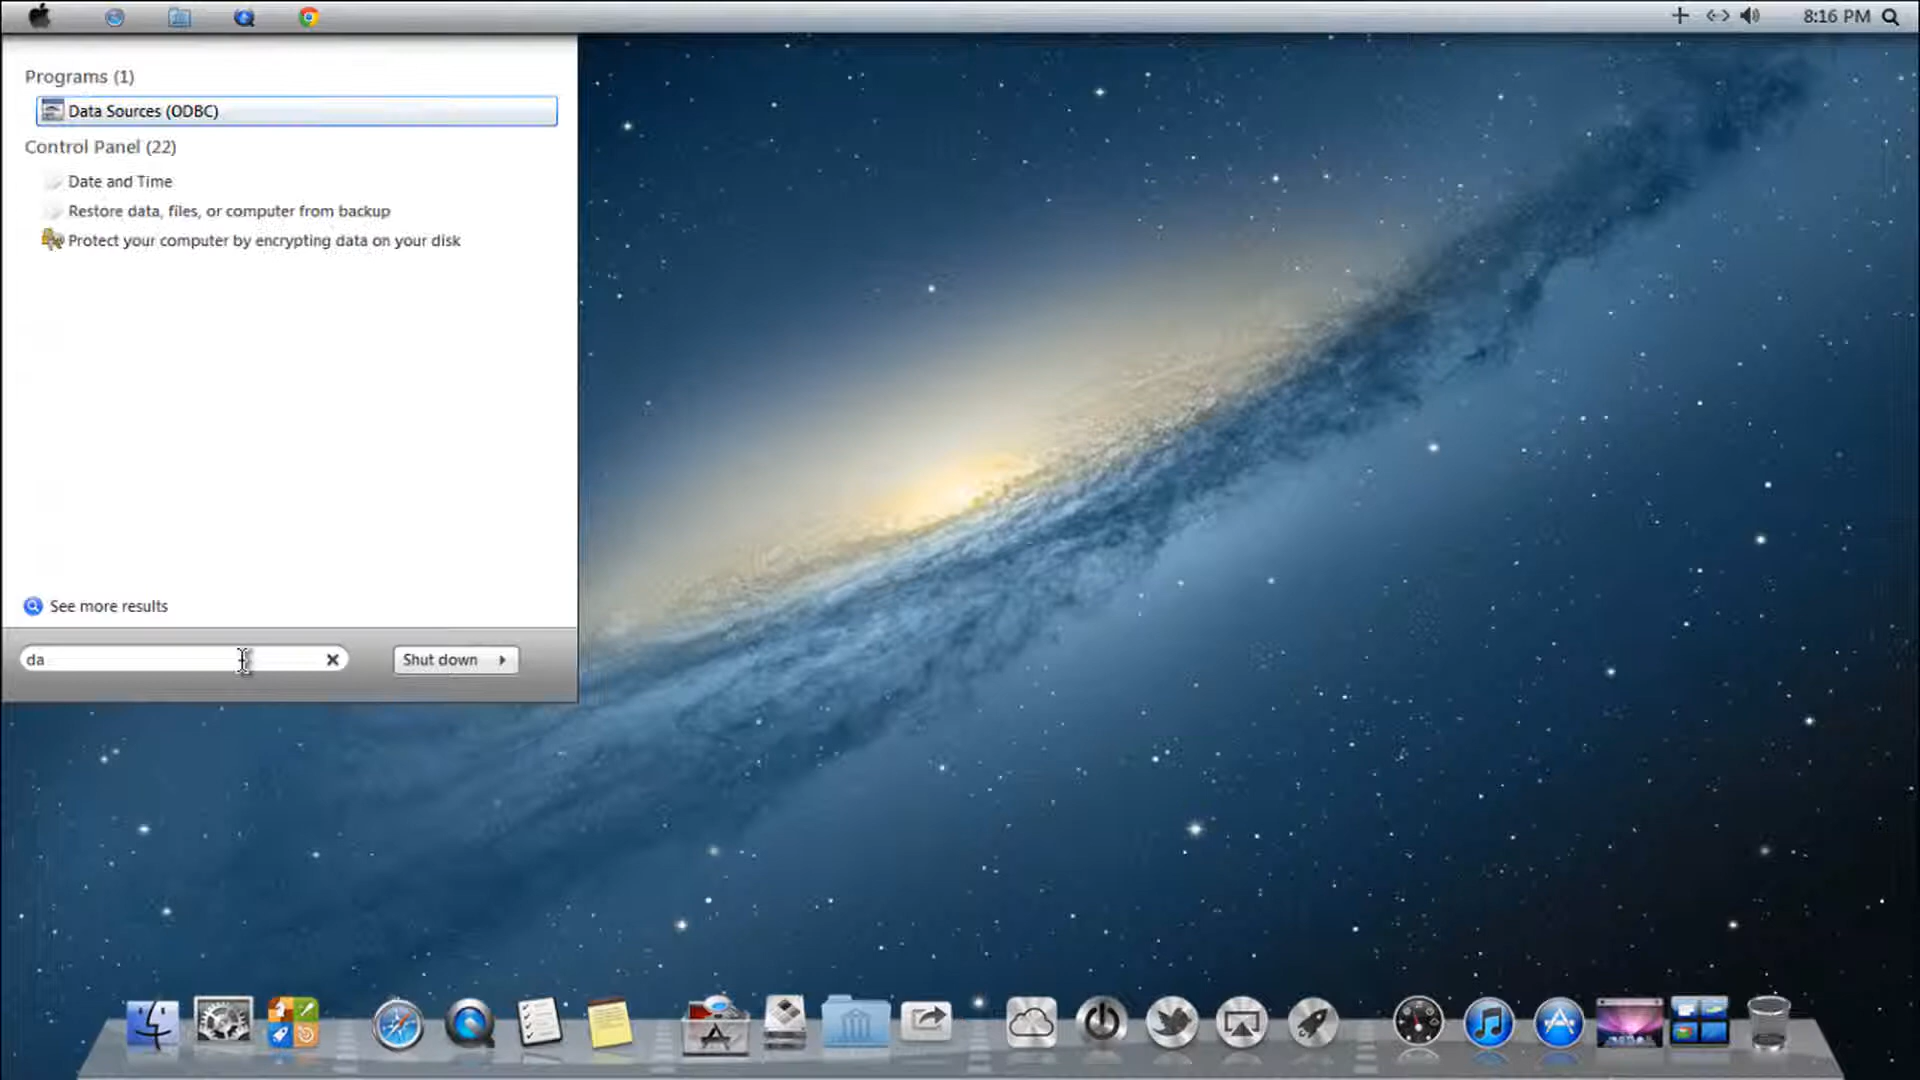 8:16 PM
Programs (1)
Data Sources (ODBC)
Control Panel (22)
Date and Time
Restore data, files, or computer from backup
Protect your computer by encrypting data on your disk
See more results
da
Shut down